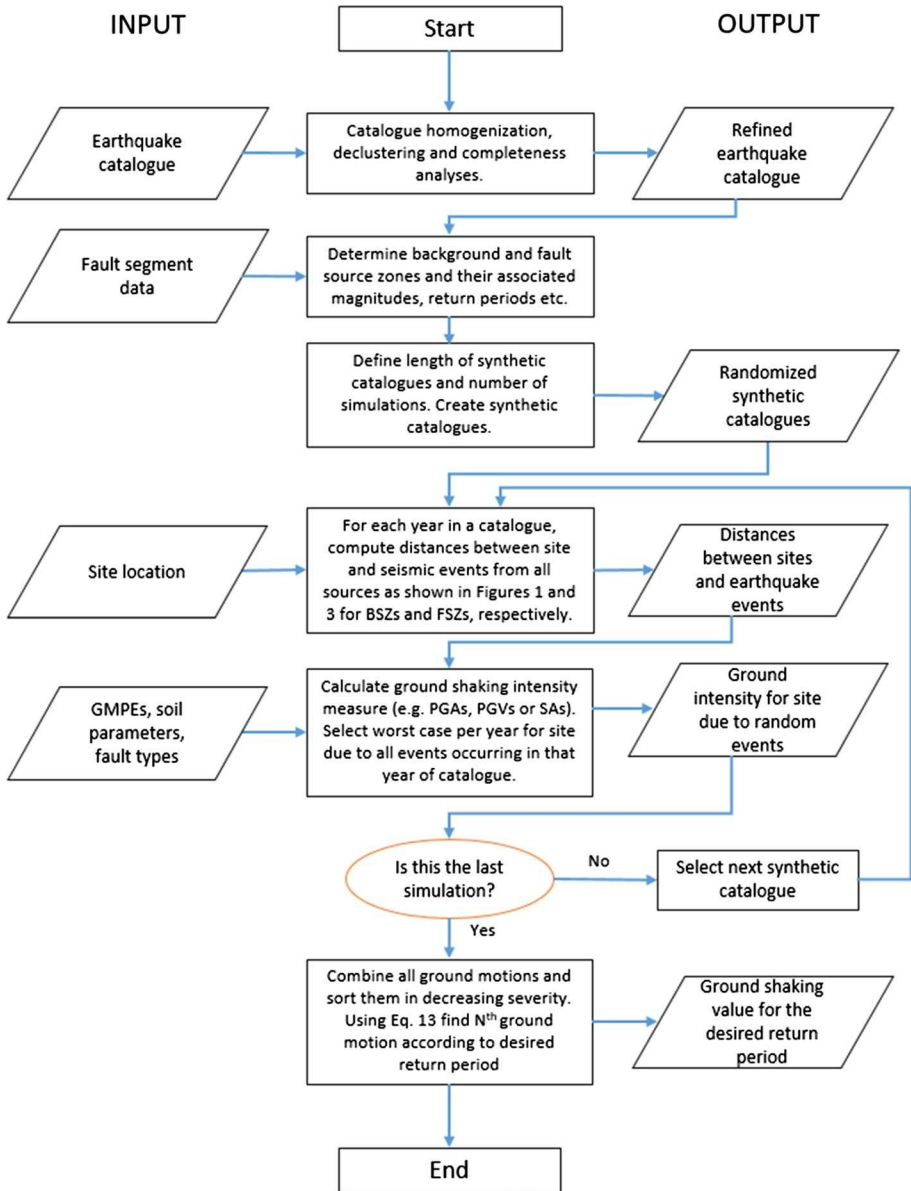 INPUT
Start
OUTPUT
Earthquake
catalogue
Catalogue homogenization,
declustering and completeness
analyses.
Refined
earthquake
catalogue
Fault segment
data
Determine background and fault
source zones and their associated
magnitudes, return periods etc.
Define length of synthetic
catalogues and number of
simulations. Create synthetic
catalogues.
Randomized
synthetic
catalogues
Site location
For each year in a catalogue,
compute distances between site
and seismic events from all
sources as shown in Figures 1 and
3 for BSZs and FSZs, respectively.
Distances
between sites
and earthquake
events
GMPEs, soil
parameters,
fault types
Calculate ground shaking intensity
measure (e.g. PGAs, PGVs or SAs).
Select worst case per year for site
due to all events occurring in that
year of catalogue.
Ground
intensity for site
due to random
events
Is this the last
simulation?
No
Select next synthetic
catalogue
Yes
Combine all ground motions and
sort them in decreasing severity.
Using Eq. 13 find Nth ground
motion according to desired
return period
Ground shaking
value for the
desired return
period
End